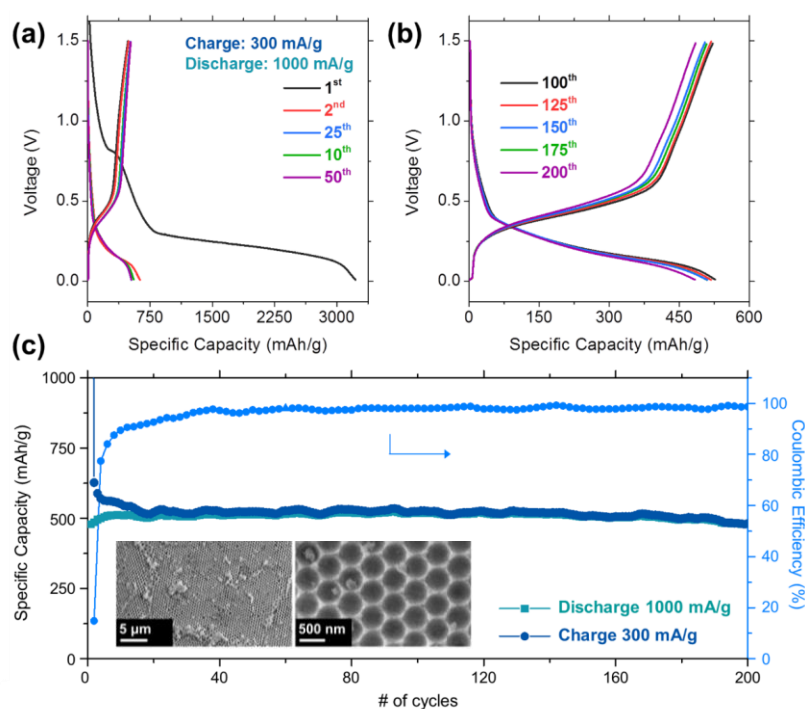 (a)
Charge: 300 mA/g
Discharge: 1000 mA/g
1st
2nd
25th
10th
50th
1.5
1.0
0.5
0.0
Voltage (V)
0 750 1500 2250 3000
Specific Capacity (mAh/g)
(b)
100th
125th
150th
175th
200th
1.5
1.0
0.5
0.0
Voltage (V)
0 150 300 450 600
Specific Capacity (mAh/g)
(c)
1000
750
500
250
0
Specific Capacity (mAh/g)
100
80
60
40
20
10
0
Coulombic Efficiency (%)
5 μm
500 nm
Discharge 1000 mA/g
Charge 300 mA/g
0 40 80 120 160 200
# of cycles